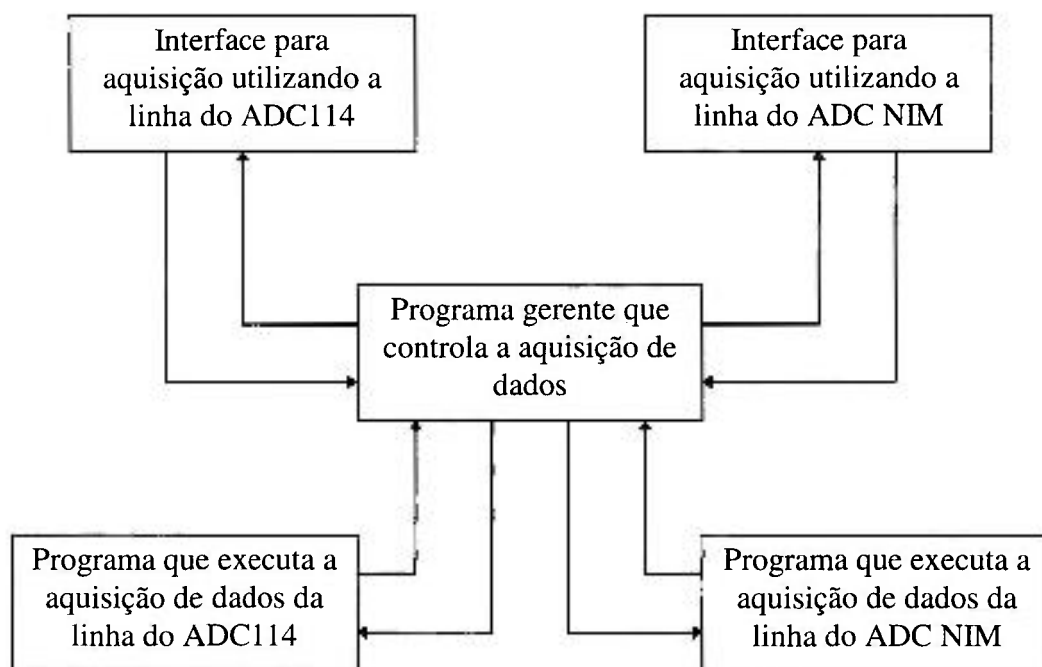 Interface para
aquisição utilizando a
linha do ADC114
Interface para
aquisição utilizando a
linha do ADC NIM
Programa gerente que
controla a aquisição de
dados
Programa que executa a
aquisição de dados da
linha do ADC114
Programa que executa a
aquisição de dados da
linha do ADC NIM